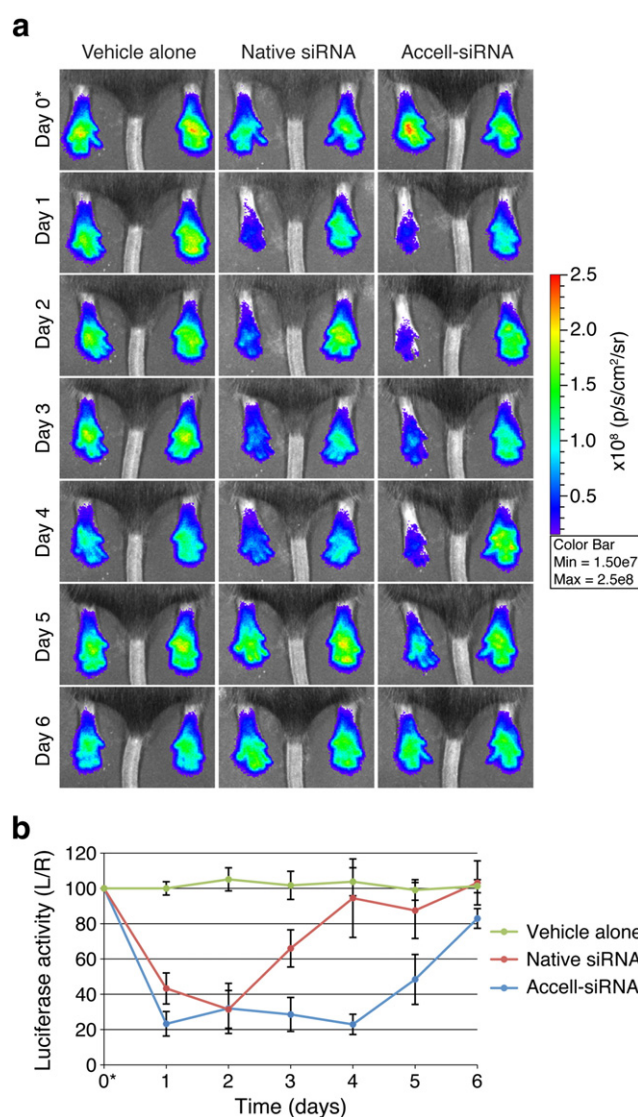 a
Vehicle alone Native siRNA Accell-siRNA
Day 0*
Day 1
Day 2
Day 3
Day 4
Day 5
Day 6
2.5
2.0
1.5
1.0
0.5
x10⁸ (p/s/cm²/sr)
Color Bar
Min = 1.50e7
Max = 2.5e8
b
Luciferase activity (L/R)
120
100
80
60
40
20
0
0* 1 2 3 4 5 6
Time (days)
Vehicle alone
Native siRNA
Accell-siRNA